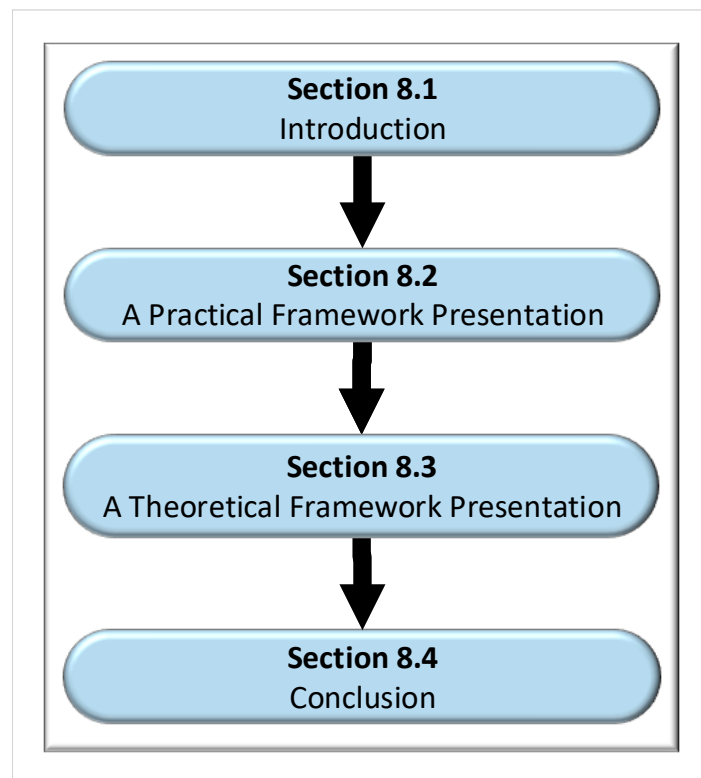 Section 8.1
Introduction
Section 8.2
A Practical Framework Presentation
Section 8.3
A Theoretical Framework Presentation
Section 8.4
Conclusion